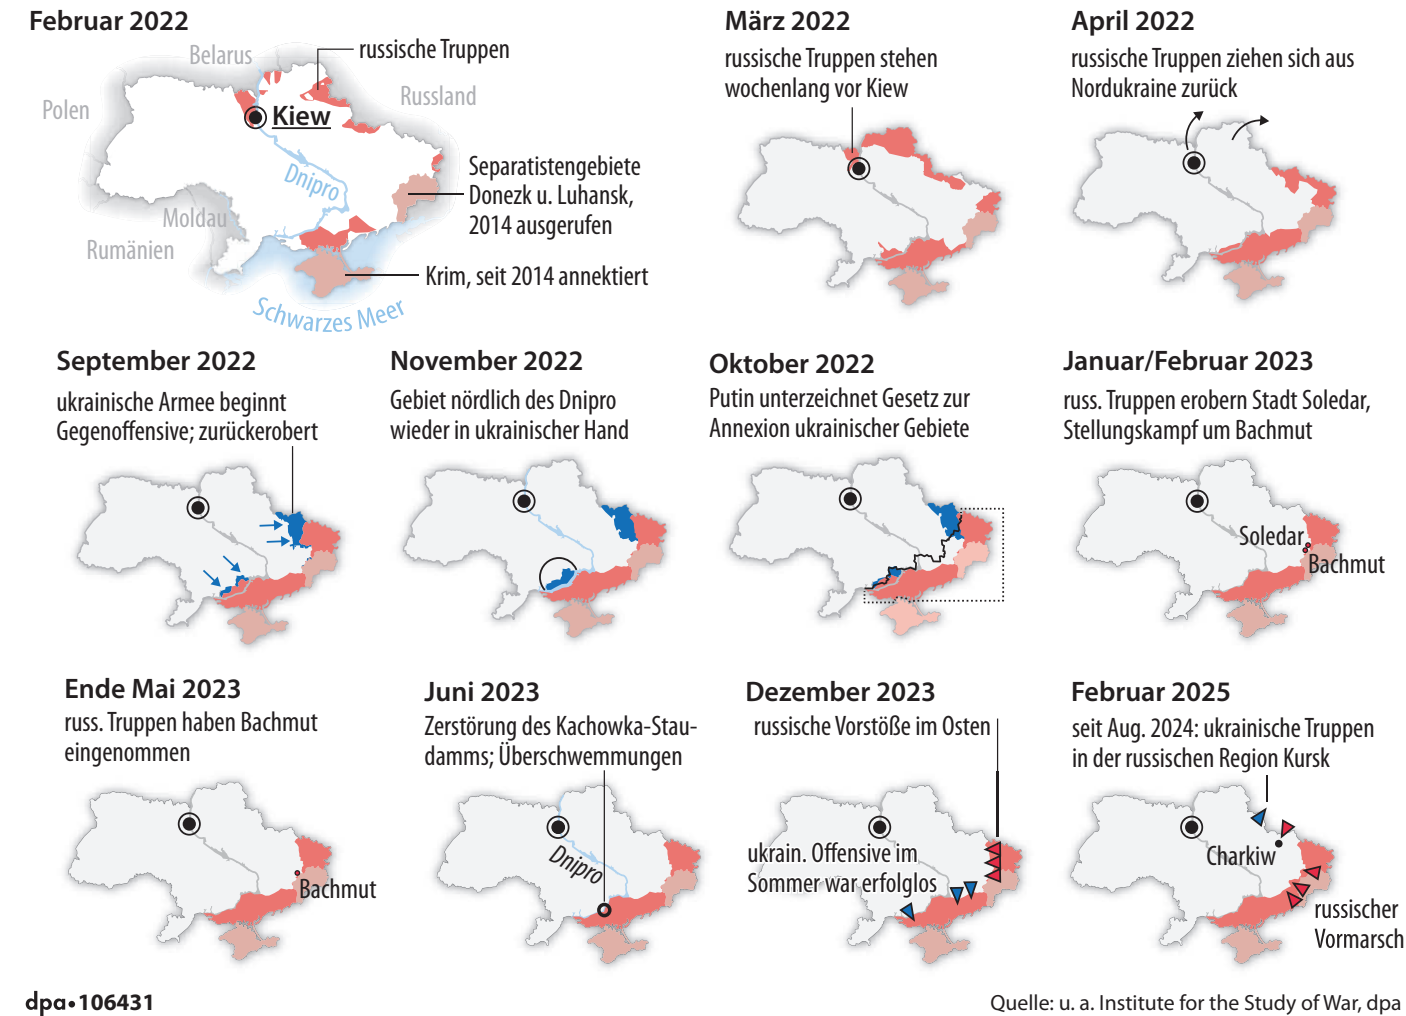 Februar 2022
Belarus
russische Truppen
Polen
Russland
Kiew
Dnipro
Separatistengebiete
Donezk u. Luhansk,
2014 ausgerufen
Moldau
Rumänien
Krim, seit 2014 annektiert
Schwarzes Meer
März 2022
russische Truppen stehen
wochenlang vor Kiew
April 2022
russische Truppen ziehen sich aus
Nordukraine zurück
September 2022
ukrainische Armee beginnt
Gegenoffensive; zurückerobert
November 2022
Gebiet nördlich des Dnipro
wieder in ukrainischer Hand
Oktober 2022
Putin unterzeichnet Gesetz zur
Annexion ukrainischer Gebiete
Januar/Februar 2023
russ. Truppen erobern Stadt Soledar,
Stellungskampf um Bachmut
Soledar
Bachmut
Ende Mai 2023
russ. Truppen haben Bachmut
eingenommen
Bachmut
Juni 2023
Zerstörung des Kachowka-Stau-
damms; Überschwemmungen
Dnipro
Dezember 2023
russische Vorstöße im Osten
ukrain. Offensive im
Sommer war erfolglos
Februar 2025
seit Aug. 2024: ukrainische Truppen
in der russischen Region Kursk
Charkiw
russischer
Vormarsch
dpa•106431
Quelle: u. a. Institute for the Study of War, dpa